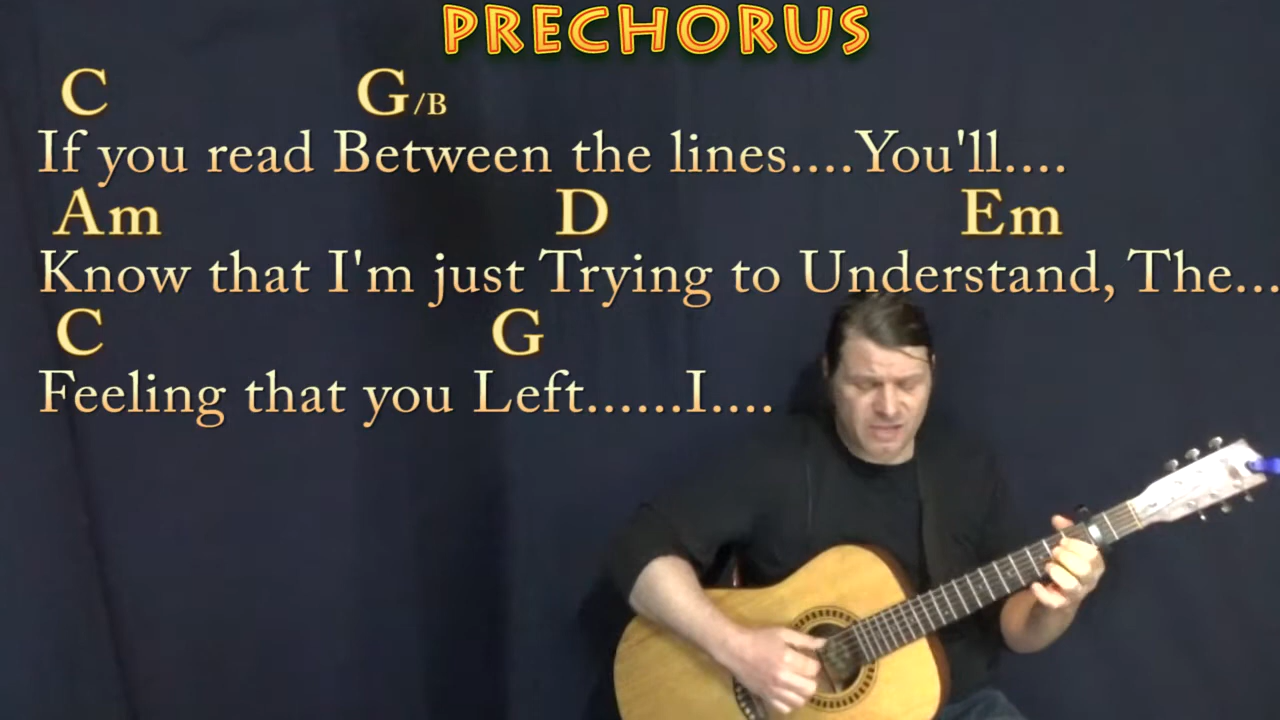 PRECHORUS
C G/B
If you read Between the lines....You'll....
Am D Em
Know that I'm just Trying to Understand, The...
C G
Feeling that you Left......I....